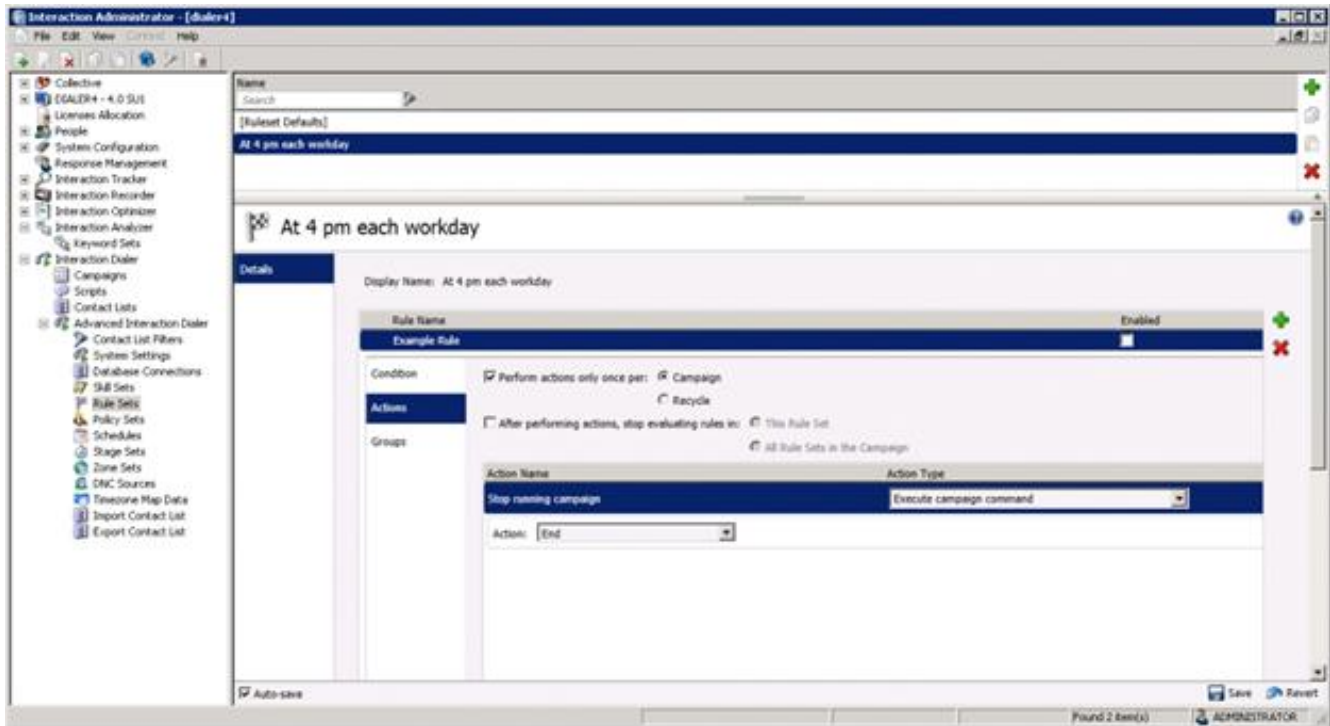 Interaction Administrator - [dialer4]
File Edit View Context Help
Collective
DIALER4 - 4.0 SU1
Licenses Allocation
People
System Configuration
Response Management
Interaction Tracker
Interaction Recorder
Interaction Optimizer
Interaction Analyzer
Keyword Sets
Interaction Dialer
Campaigns
Scripts
Contact Lists
Advanced Interaction Dialer
Contact List Filters
System Settings
Database Connections
Skill Sets
Rule Sets
Policy Sets
Schedules
Stage Sets
Zone Sets
DNC Sources
Timezone Map Data
Import Contact List
Export Contact List
Name
Search
[Ruleset Defaults]
At 4 pm each workday
At 4 pm each workday
Details
Display Name: At 4 pm each workday
Rule Name Enabled
Example Rule
Condition
Actions
Groups
Perform actions only once per: Campaign
Recycle
After performing actions, stop evaluating rules in: This Rule Set
All Rule Sets in the Campaign
Action Name Action Type
Stop running campaign Execute campaign command
Action: End
Auto-save
Save Revert
Found 2 item(s) ADMINISTRATOR